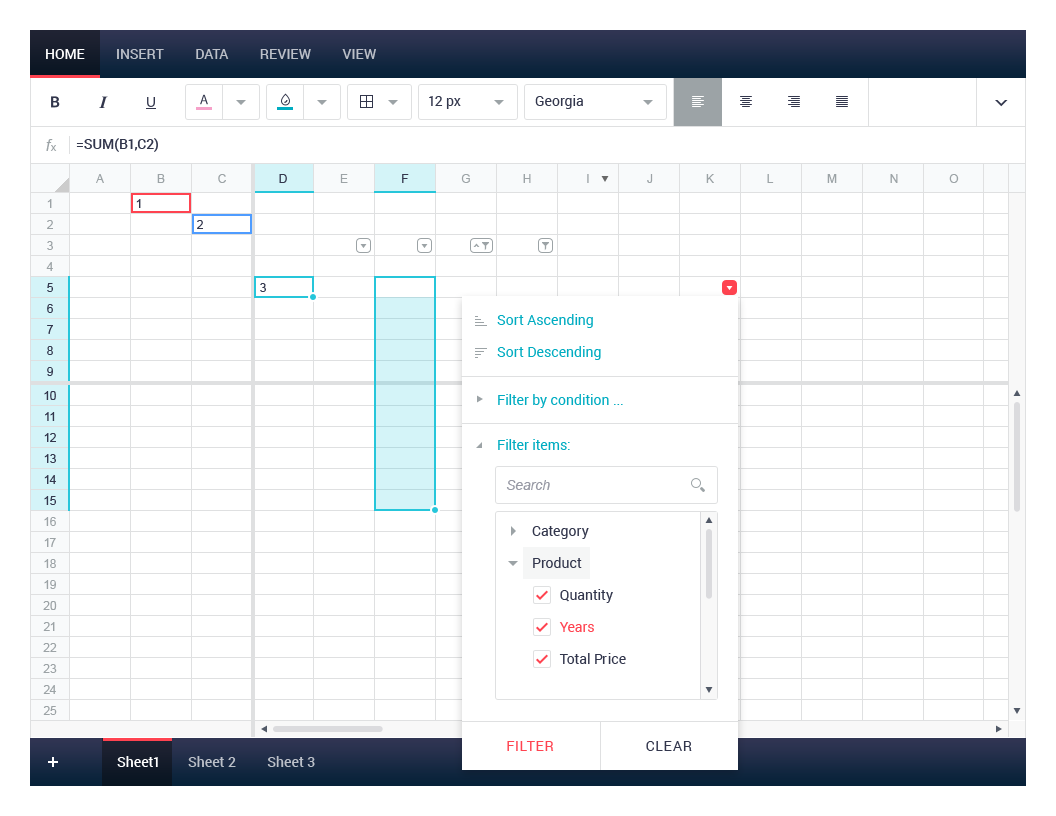 HOME INSERT DATA REVIEW VIEW
B I U A 12 px Georgia
fx =SUM(B1,C2)
A B C D E F G H I J K L M N O
1 1
2 2
3
4
5 3
6
7
8
9
10
11
12
13
14
15
16
17
18
19
20
21
22
23
24
25
Sort Ascending
Sort Descending
Filter by condition ...
Filter items:
Search
Category
Product
Quantity
Years
Total Price
FILTER CLEAR
+ Sheet1 Sheet 2 Sheet 3